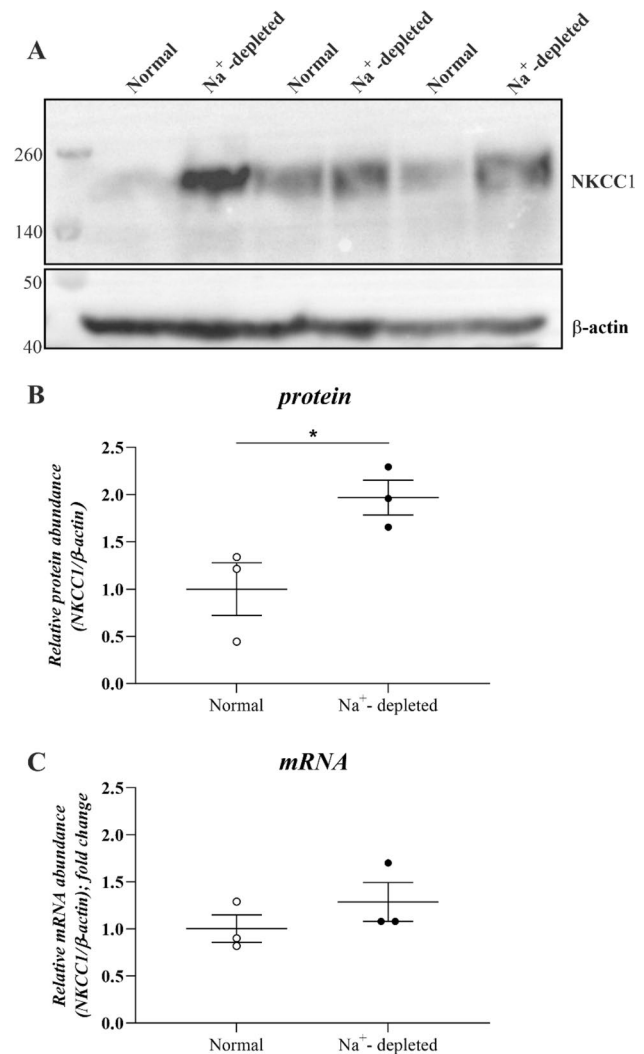 A
Normal
Na⁺-depleted
Normal
Na⁺-depleted
Normal
Na⁺-depleted
260
NKCC1
140
50
β-actin
40
B
protein
*
Relative protein abundance
(NKCC1/β-actin)
2.5
2.0
1.5
1.0
0.5
0.0
Normal
Na⁺- depleted
C
mRNA
Relative mRNA abundance
(NKCC1/β-actin); fold change
2.5
2.0
1.5
1.0
0.5
0.0
Normal
Na⁺- depleted